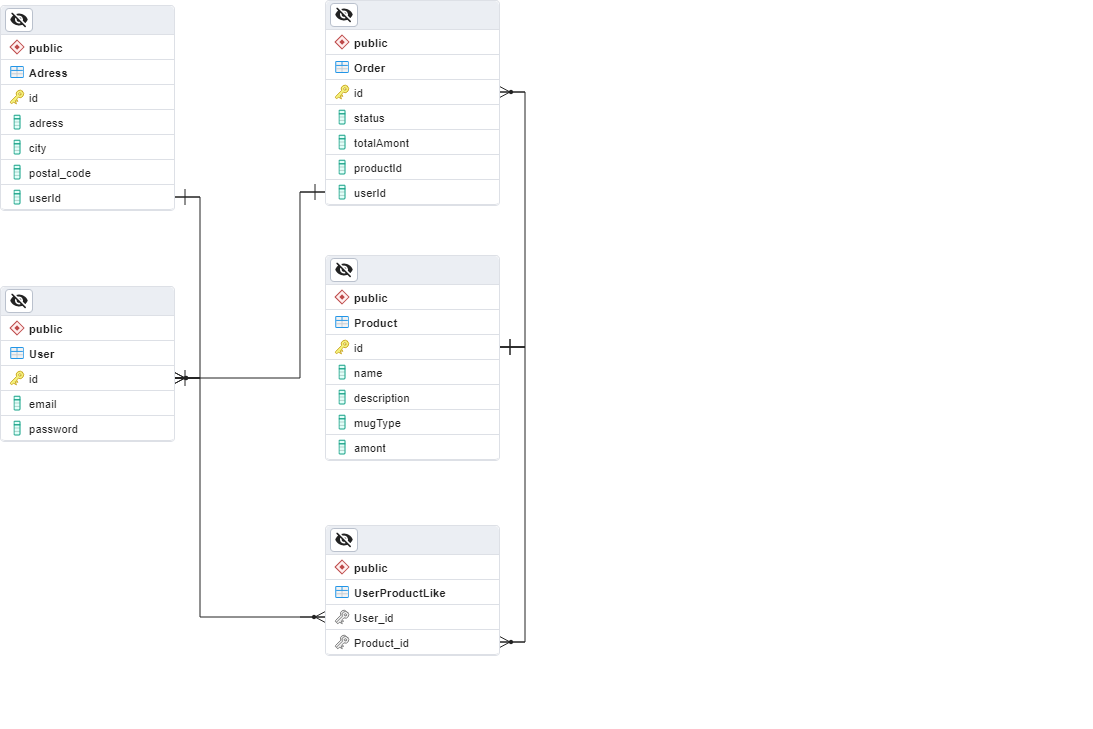 public
Adress
id
adress
city
postal_code
userId
public
User
id
email
password
public
Order
id
status
totalAmont
productId
userId
public
Product
id
name
description
mugType
amont
public
UserProductLike
User_id
Product_id